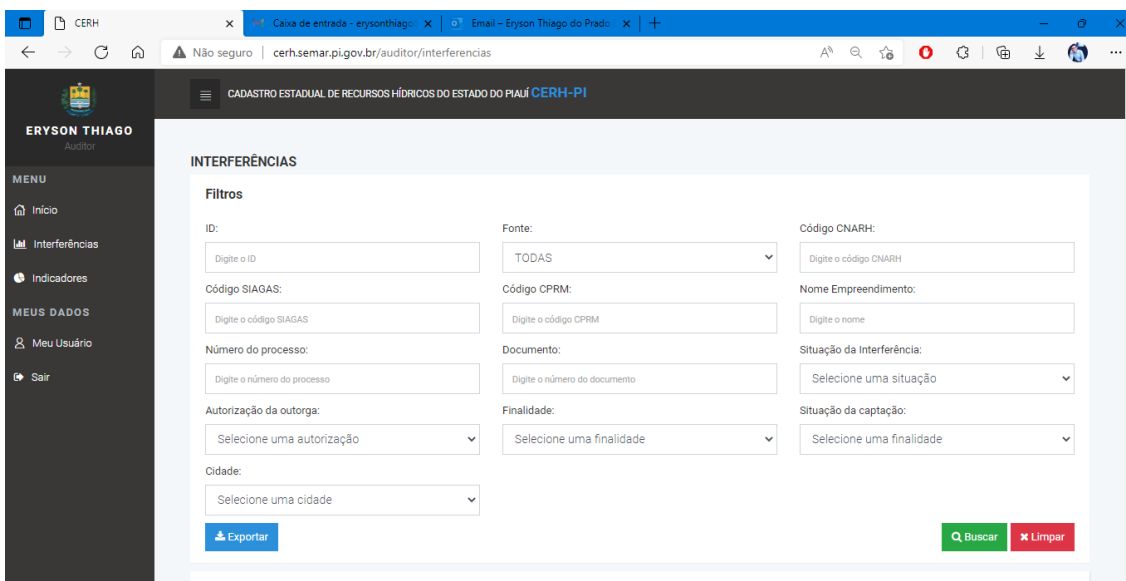 CERH
Caixa de entrada - erysonthiago
Email – Eryson Thiago do Prado
Não seguro | cerh.semar.pi.gov.br/auditor/interferencias
CADASTRO ESTADUAL DE RECURSOS HÍDRICOS DO ESTADO DO PIAUÍ CERH-PI
ERYSON THIAGO
Auditor
MENU
Início
Interferências
Indicadores
MEUS DADOS
Meu Usuário
Sair
INTERFERÊNCIAS
Filtros
ID: Fonte: Código CNARH:
Digite o ID TODAS Digite o código CNARH
Código SIAGAS: Código CPRM: Nome Empreendimento:
Digite o código SIAGAS Digite o código CPRM Digite o nome
Número do processo: Documento: Situação da Interferência:
Digite o número do processo Digite o número do documento Selecione uma situação
Autorização da outorga: Finalidade: Situação da captação:
Selecione uma autorização Selecione uma finalidade Selecione uma finalidade
Cidade:
Selecione uma cidade
Exportar Buscar Limpar